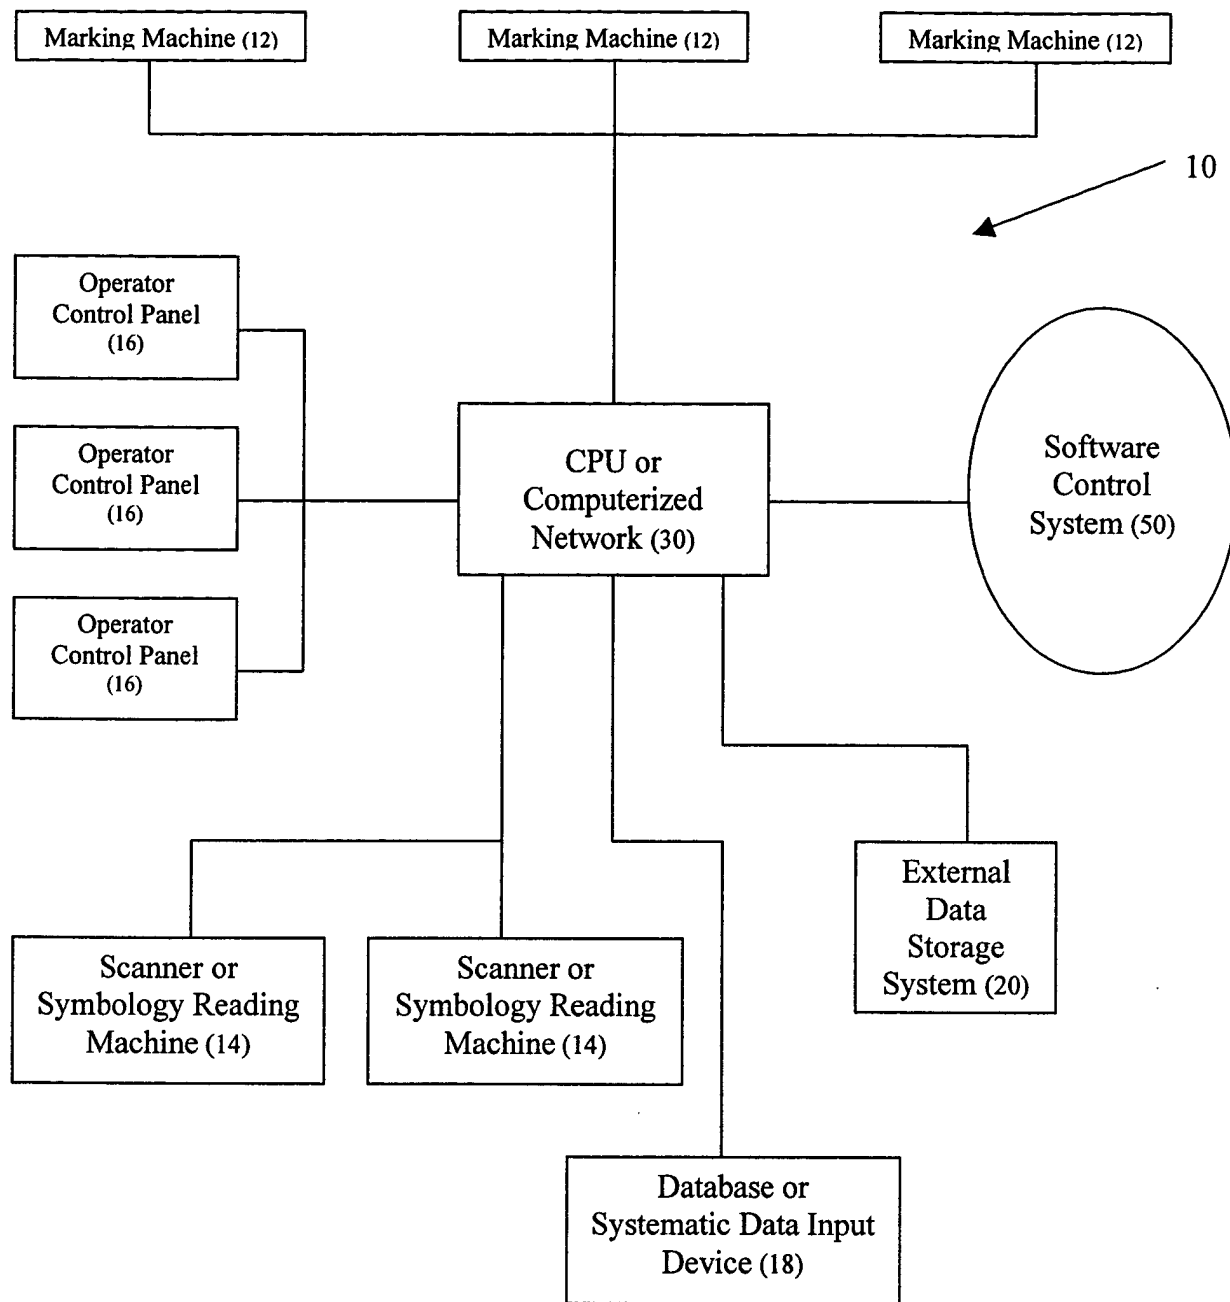 Marking Machine (12)
Marking Machine (12)
Marking Machine (12)
10
Operator
Control Panel
(16)
Operator
Control Panel
(16)
Operator
Control Panel
(16)
CPU or
Computerized
Network (30)
Software
Control
System (50)
External
Data
Storage
System (20)
Scanner or
Symbology Reading
Machine (14)
Scanner or
Symbology Reading
Machine (14)
Database or
Systematic Data Input
Device (18)